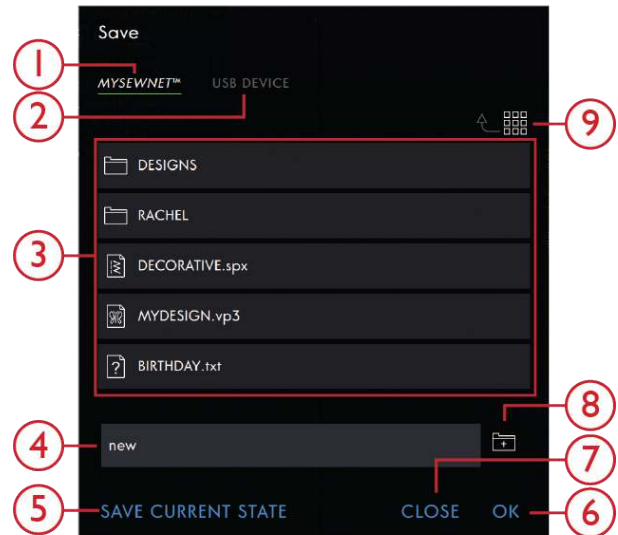 Save
1
MYSEWNET™ USB DEVICE
2
9
DESIGNS
RACHEL
3
DECORATIVE.spx
MYDESIGN.vp3
? BIRTHDAY.txt
8
4
new
7
5
SAVE CURRENT STATE CLOSE OK
6